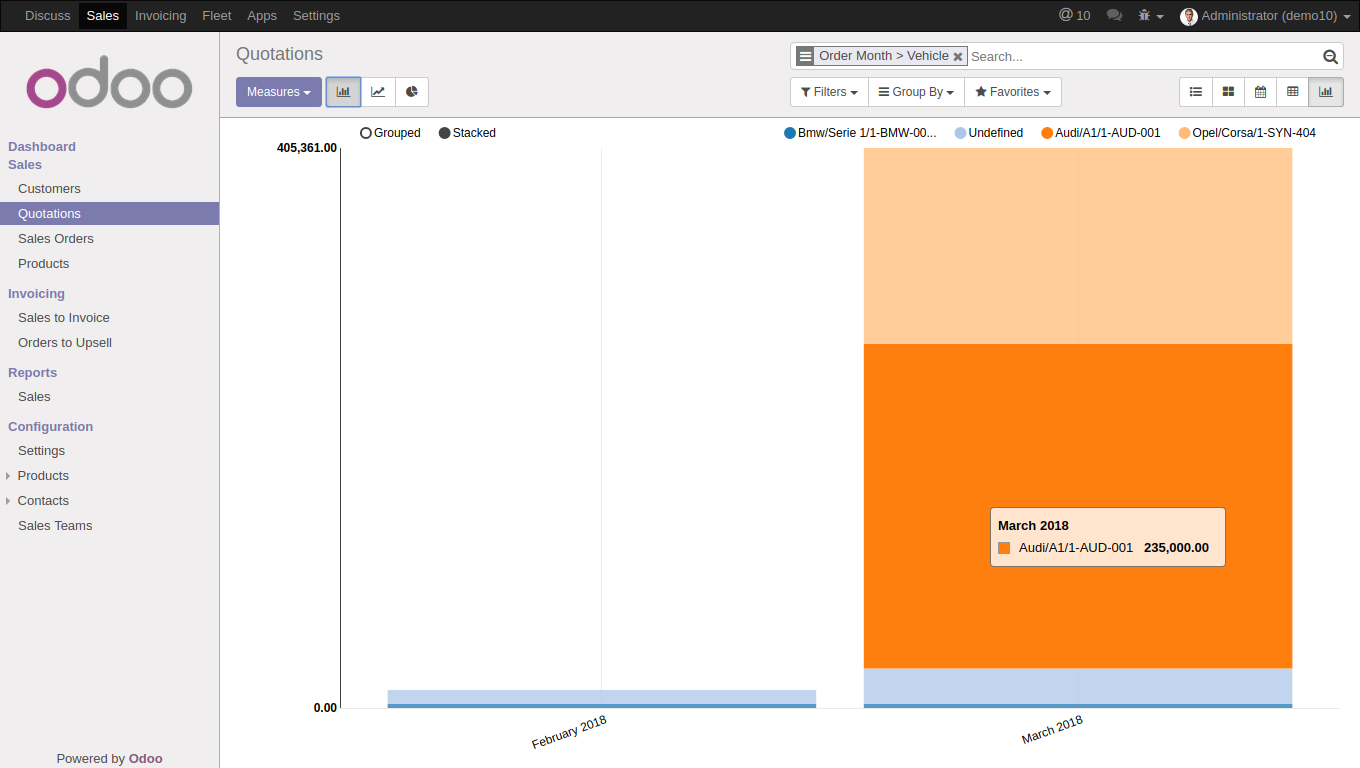 Discuss Sales Invoicing Fleet Apps Settings @ 10 Administrator (demo10)
odoo
Dashboard
Sales
Customers
Quotations
Sales Orders
Products
Invoicing
Sales to Invoice
Orders to Upsell
Reports
Sales
Configuration
Settings
Products
Contacts
Sales Teams
Powered by Odoo
Quotations
Order Month > Vehicle Search...
Measures
Filters Group By Favorites
Grouped Stacked Bmw/Serie 1/1-BMW-00... Undefined Audi/A1/1-AUD-001 Opel/Corsa/1-SYN-404
405,361.00
March 2018
Audi/A1/1-AUD-001 235,000.00
0.00
February 2018 March 2018